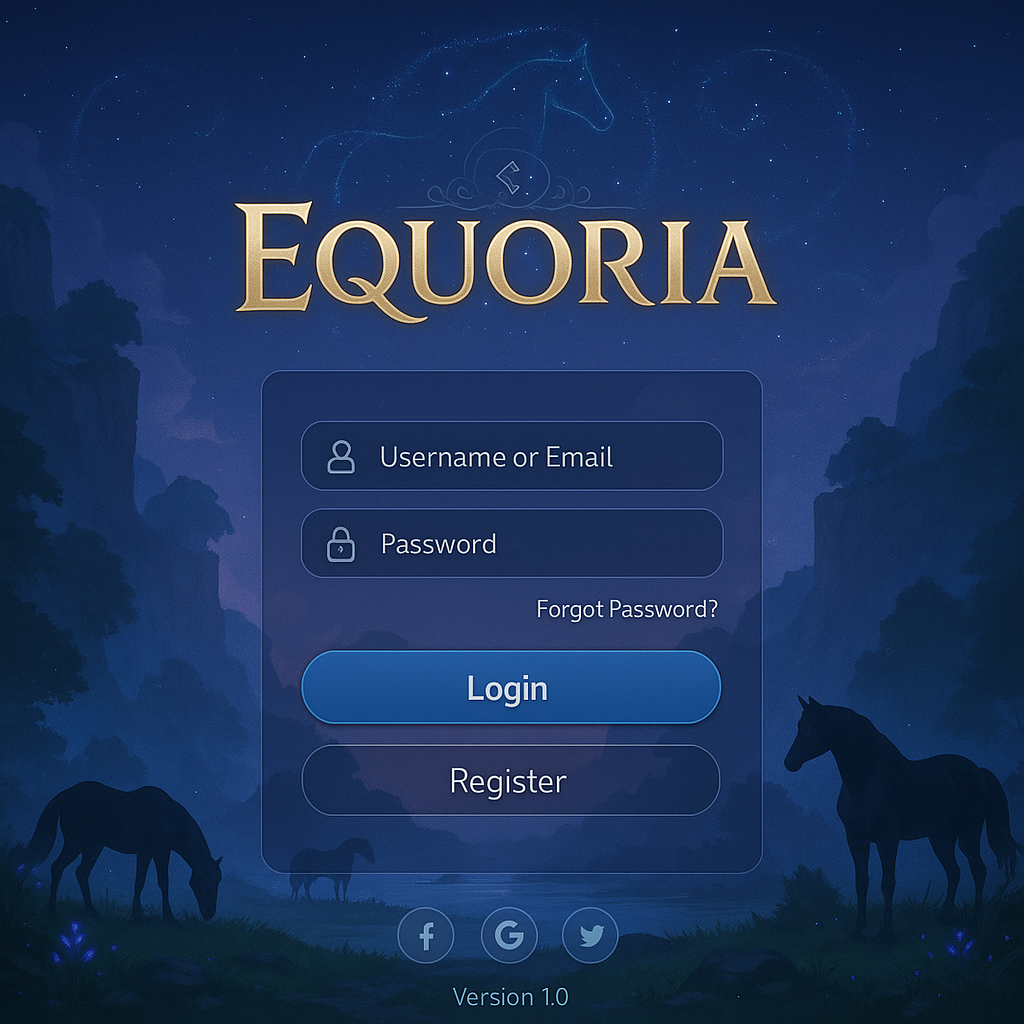 EQUORIA
Username or Email
Password
Forgot Password?
Login
Register
Version 1.0